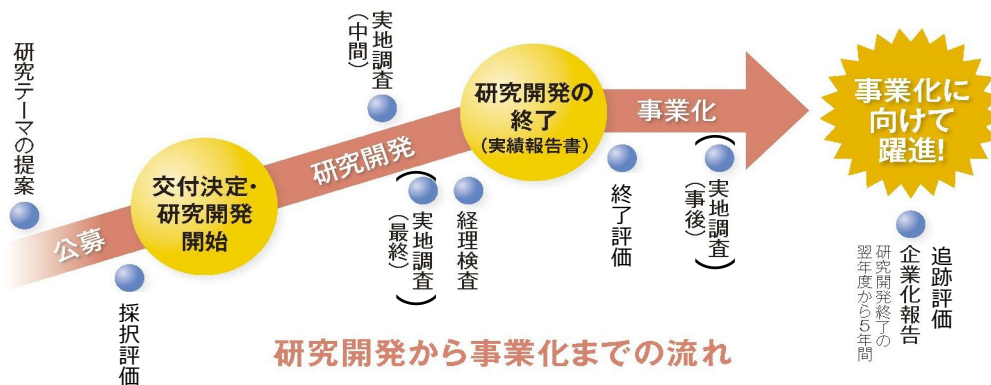 研究テーマの提案
公募
採択評価
交付決定・
研究開発
開始
研究開発
実地調査
(中間)
実地調査
(最終)
経理検査
研究開発の
終了
(実績報告書)
事業化
終了評価
実地調査
(事後)
事業化に
向けて
躍進!
追跡評価
企業化報告
研究開発終了の
翌年度から5年間
研究開発から事業化までの流れ